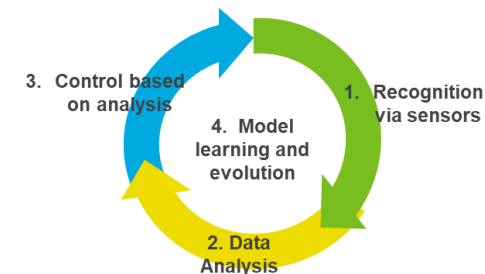 1. Recognition
via sensors
2. Data
Analysis
3. Control based
on analysis
4. Model
learning and
evolution